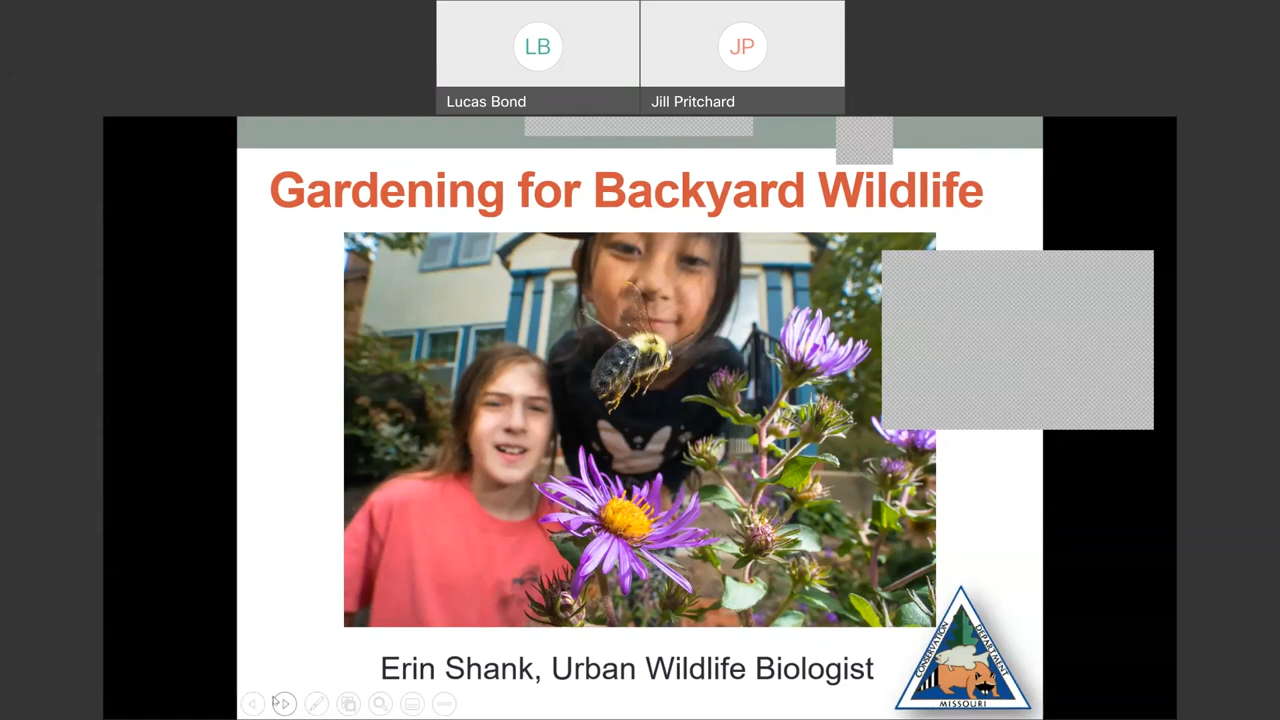 LB
JP
Lucas Bond
Jill Pritchard
Gardening for Backyard Wildlife
Erin Shank, Urban Wildlife Biologist
CONSERVATION
DEPARTMENT
MISSOURI